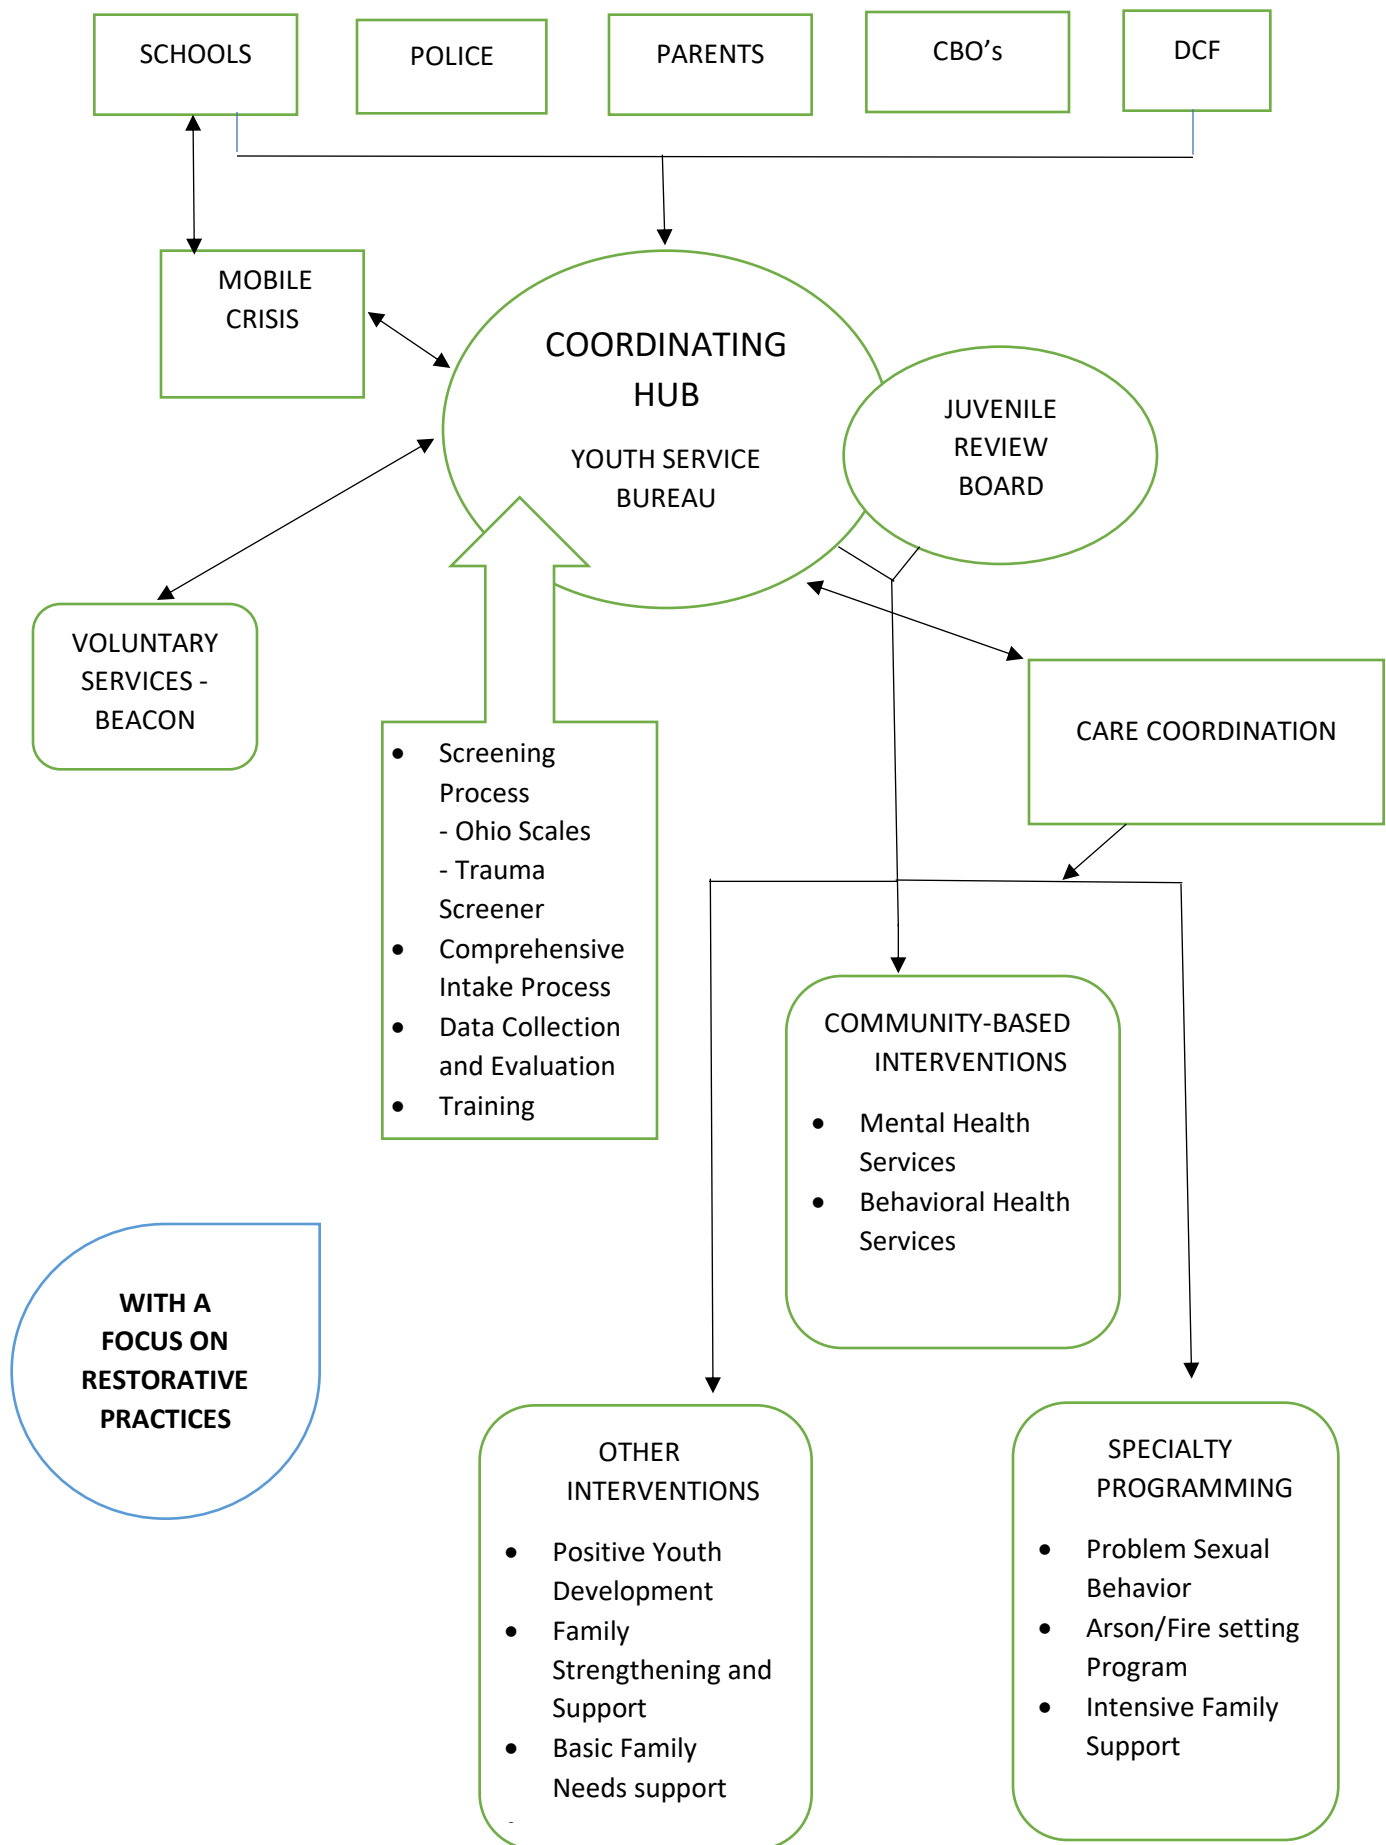 SCHOOLS
POLICE
PARENTS
CBO’s
DCF
MOBILE
CRISIS
COORDINATING
HUB
YOUTH SERVICE
BUREAU
JUVENILE
REVIEW
BOARD
VOLUNTARY
SERVICES -
BEACON
CARE COORDINATION
• Screening
Process
- Ohio Scales
- Trauma
Screener
• Comprehensive
Intake Process
• Data Collection
and Evaluation
• Training
COMMUNITY-BASED
INTERVENTIONS
• Mental Health
Services
• Behavioral Health
Services
WITH A
FOCUS ON
RESTORATIVE
PRACTICES
OTHER
INTERVENTIONS
• Positive Youth
Development
• Family
Strengthening and
Support
• Basic Family
Needs support
SPECIALTY
PROGRAMMING
• Problem Sexual
Behavior
• Arson/Fire setting
Program
• Intensive Family
Support